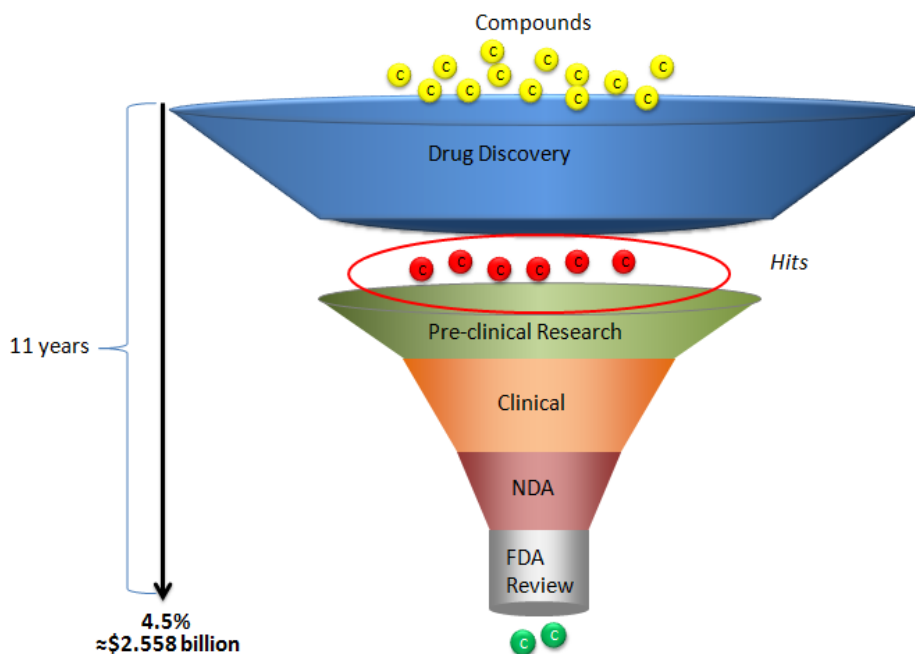 Compounds
C C C C C C C C C C C C C
Drug Discovery
C C C C C C
Hits
Pre-clinical Research
11 years
Clinical
NDA
FDA
Review
4.5%
≈$2.558 billion
C C